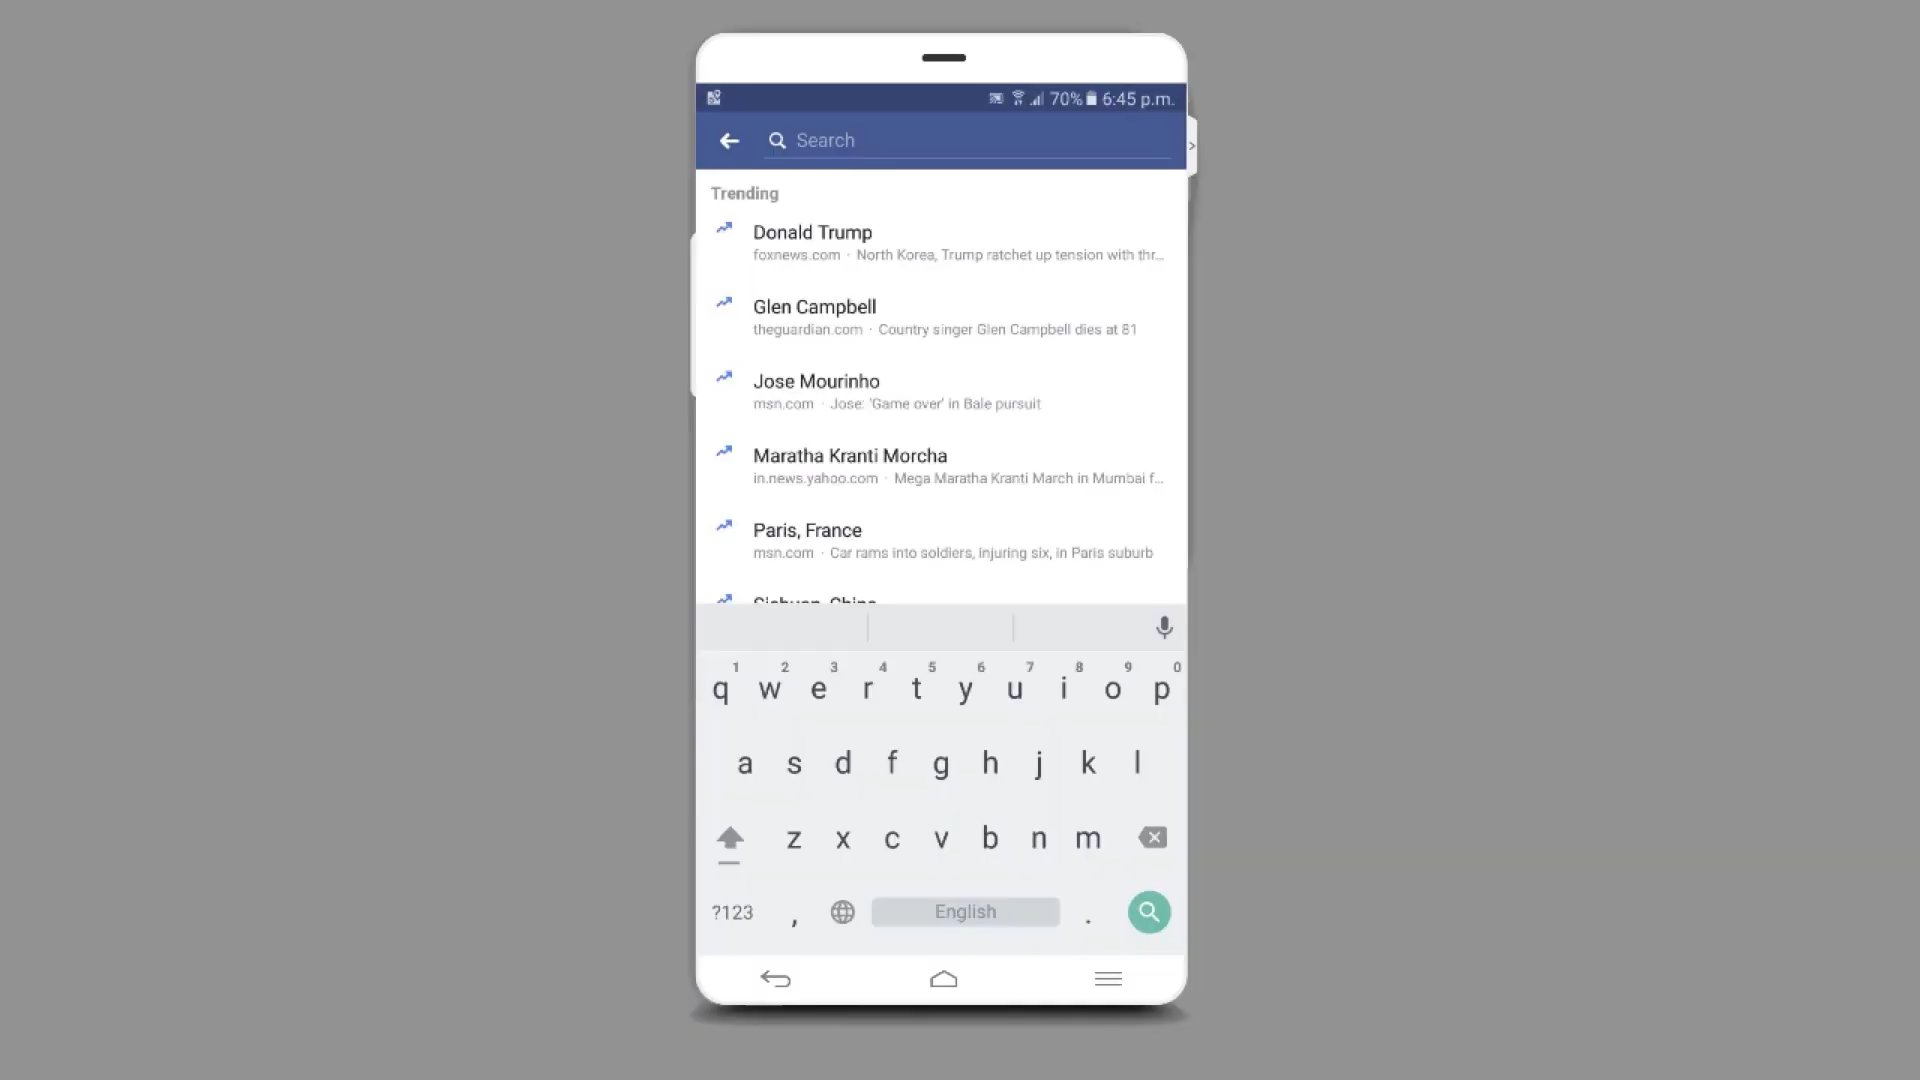 70% 6:45 p.m.
Search
Trending
Donald Trump
foxnews.com · North Korea, Trump ratchet up tension with thr...
Glen Campbell
theguardian.com · Country singer Glen Campbell dies at 81
Jose Mourinho
msn.com · Jose: 'Game over' in Bale pursuit
Maratha Kranti Morcha
in.news.yahoo.com · Mega Maratha Kranti March in Mumbai f...
Paris, France
msn.com · Car rams into soldiers, injuring six, in Paris suburb
Sichuan, China
1 2 3 4 5 6 7 8 9 0
q w e r t y u i o p
a s d f g h j k l
z x c v b n m
?123 , English .